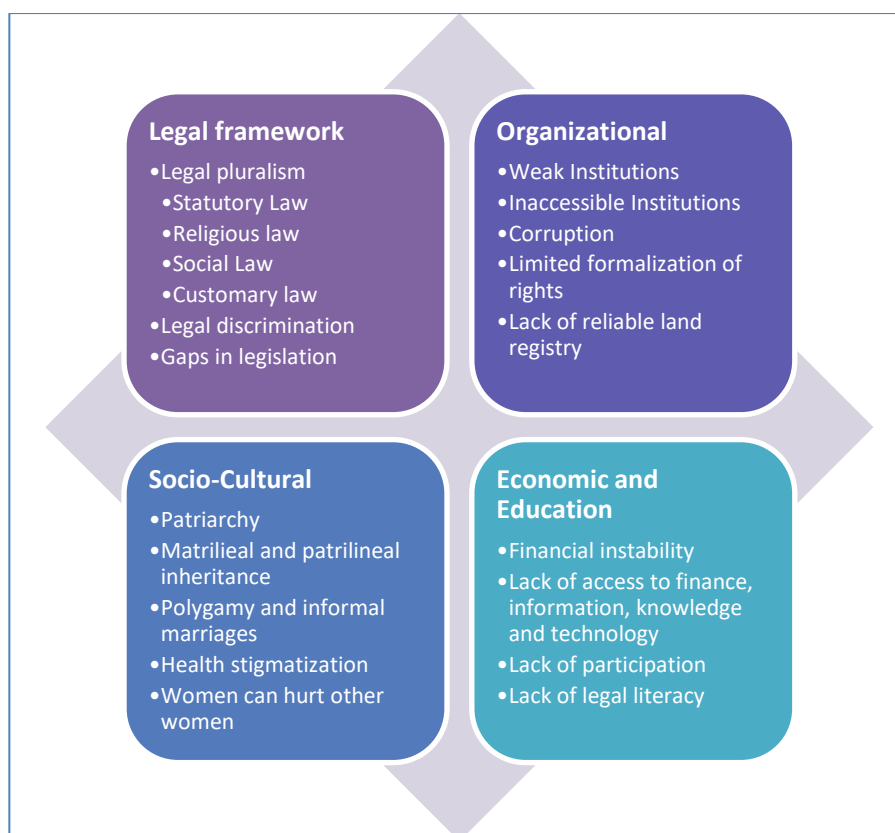 Legal framework
•Legal pluralism
•Statutory Law
•Religious law
•Social Law
•Customary law
•Legal discrimination
•Gaps in legislation
Organizational
•Weak Institutions
•Inaccessible Institutions
•Corruption
•Limited formalization of
rights
•Lack of reliable land
registry
Socio-Cultural
•Patriarchy
•Matrilieal and patrilineal
inheritance
•Polygamy and informal
marriages
•Health stigmatization
•Women can hurt other
women
Economic and
Education
•Financial instability
•Lack of access to finance,
information, knowledge
and technology
•Lack of participation
•Lack of legal literacy